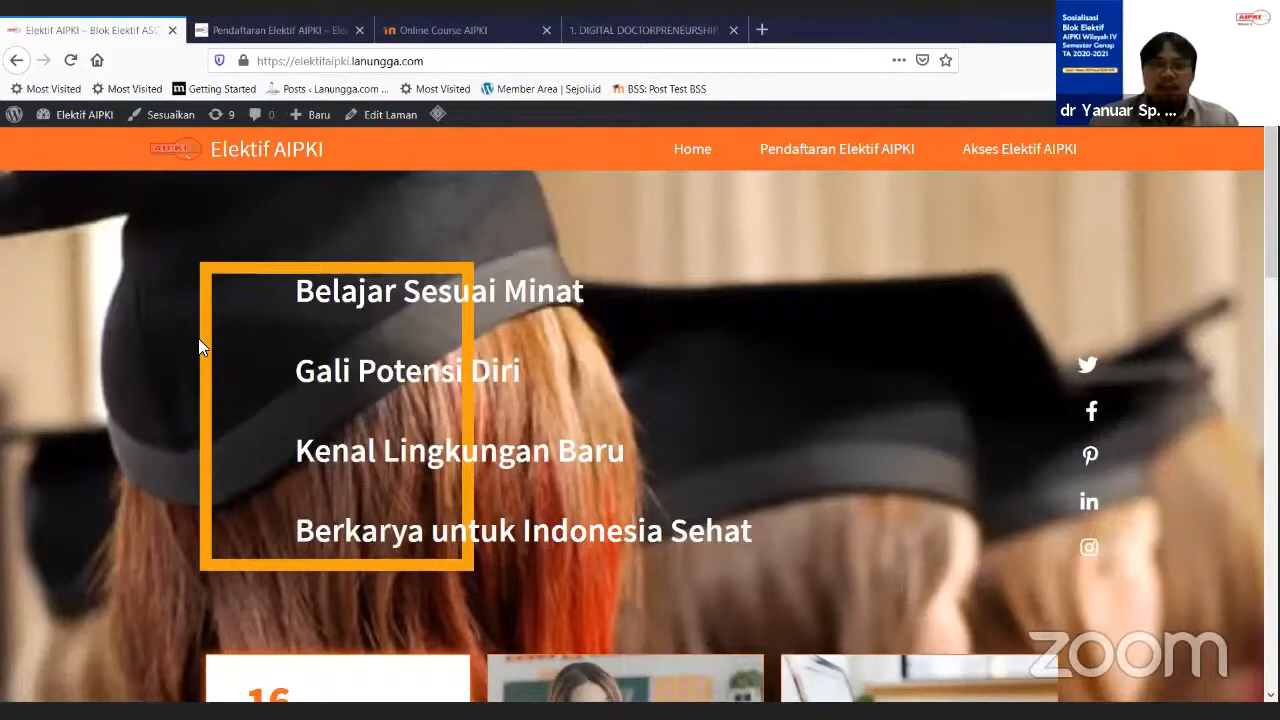 Elektif AIPKI – Blok Elektif ASC
Pendaftaran Elektif AIPKI – Ele
Online Course AIPKI
1. DIGITAL DOCTORPRENEURSHIP
https://elektifaipki.lanungga.com
Most Visited
Most Visited
Getting Started
Posts ‹ Lanungga.com ...
Most Visited
Member Area | Sejoli.id
BSS: Post Test BSS
Elektif AIPKI
Sesuaikan
9
0
Baru
Edit Laman
Sosialisasi
Blok Elektif
AIPKI Wilayah IV
Semester Genap
TA 2020-2021
dr Yanuar Sp. ...
AIPKI
Elektif AIPKI
Home
Pendaftaran Elektif AIPKI
Akses Elektif AIPKI
Belajar Sesuai Minat
Gali Potensi Diri
Kenal Lingkungan Baru
Berkarya untuk Indonesia Sehat
zoom
16